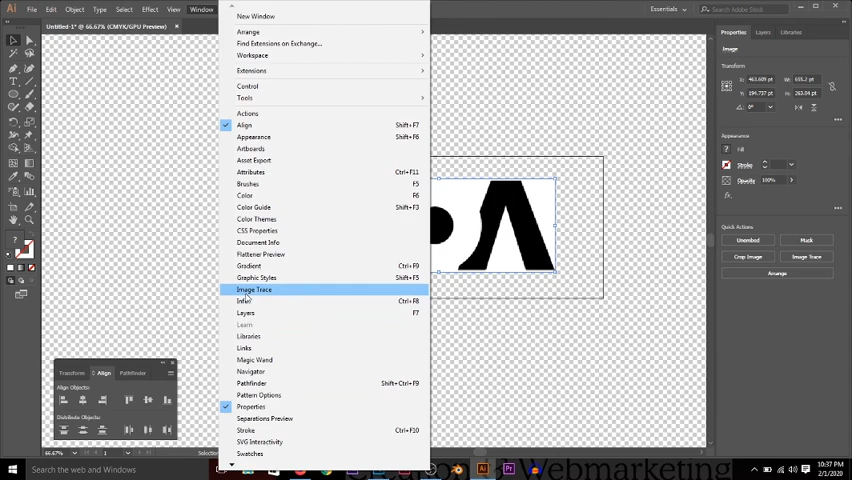 Ai File Edit Object Type Select Effect View Window Help Essentials Search Adobe Stock
Untitled-1* @ 66.67% (CMYK/GPU Preview) ×
New Window
Arrange
Find Extensions on Exchange...
Workspace
Extensions
Control
Tools
Actions
Align Shift+F7
Appearance Shift+F6
Artboards
Asset Export
Attributes Ctrl+F11
Brushes F5
Color F6
Color Guide Shift+F3
Color Themes
CSS Properties
Document Info
Flattener Preview
Gradient Ctrl+F9
Graphic Styles Shift+F5
Image Trace
Info Ctrl+F8
Layers F7
Learn
Libraries
Links
Magic Wand
Navigator
Pathfinder Shift+Ctrl+F9
Pattern Options
Properties
Separations Preview
Stroke Ctrl+F10
SVG Interactivity
Swatches
Properties Layers Libraries
Image
Transform
X: 463.609 pt W: 655.2 pt
Y: 194.737 pt H: 263.04 pt
0°
Appearance
? Fill
Stroke
Opacity 100%
fx.
Quick Actions
Unembed Mask
Crop Image Image Trace
Arrange
Transform Align Pathfinder
Align Objects:
Distribute Objects:
66.67% 1 Selection
Search the web and Windows
Webmarketing
10:37 PM
2/1/2020